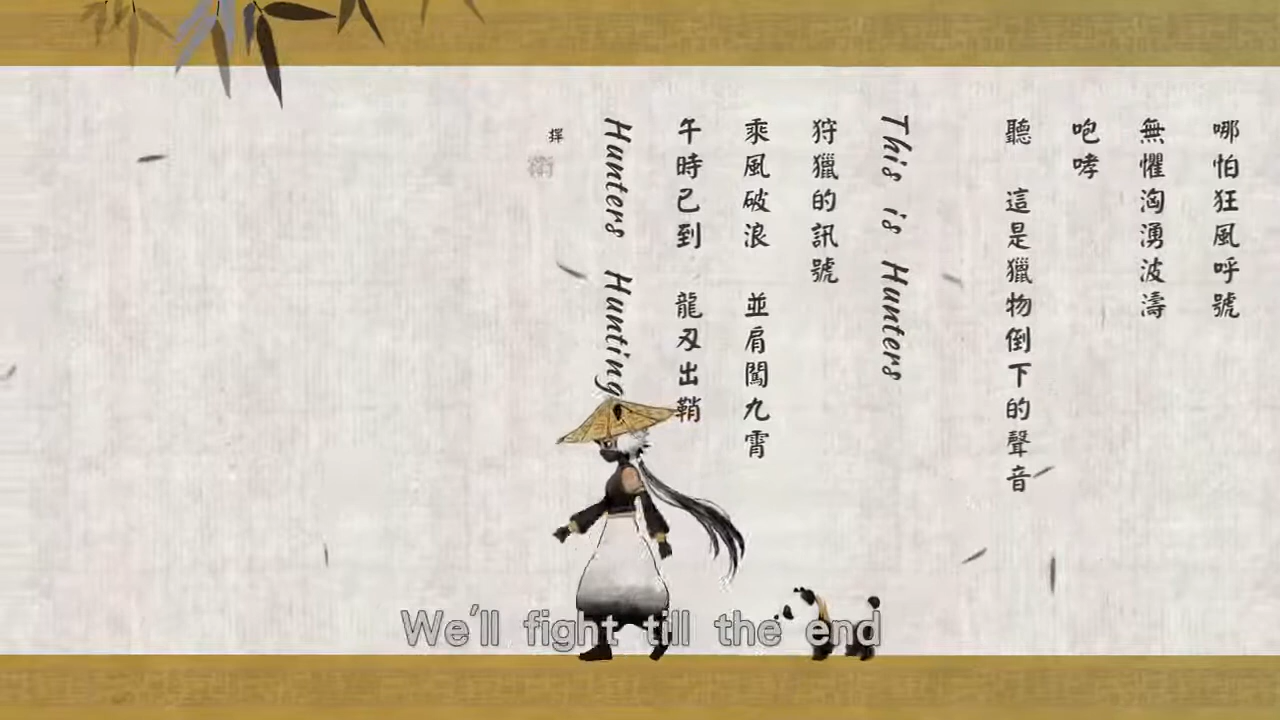 哪怕狂風呼號
無懼洶湧波濤
咆哮
聽 這是獵物倒下的聲音
This is Hunters
狩獵的訊號
乘風破浪 並肩闖九霄
午時已到 龍刃出鞘
Hunters Hunting
We'll fight till the end